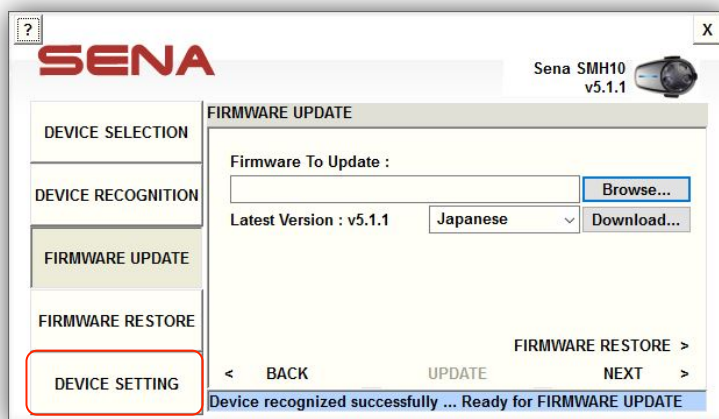 ?
X
SENA
Sena SMH10
v5.1.1
DEVICE SELECTION
DEVICE RECOGNITION
FIRMWARE UPDATE
FIRMWARE RESTORE
DEVICE SETTING
FIRMWARE UPDATE
Firmware To Update :
Browse...
Latest Version : v5.1.1 Japanese Download...
FIRMWARE RESTORE >
< BACK UPDATE NEXT >
Device recognized successfully ... Ready for FIRMWARE UPDATE